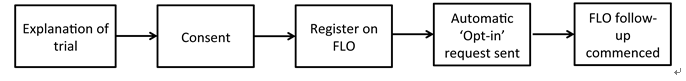 Explanation of
trial
Consent
Register on
FLO
Automatic
‘Opt-in’
request sent
FLO follow-
up
commenced